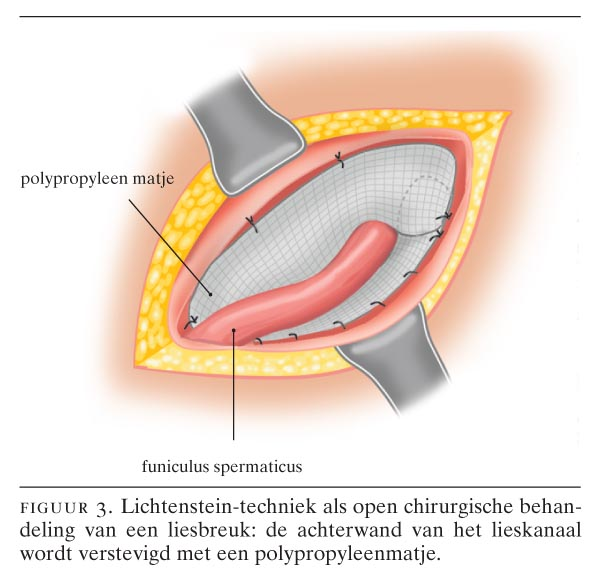 polypropyleen matje
funiculus spermaticus
FIGUUR 3. Lichtenstein-techniek als open chirurgische behan-
deling van een liesbreuk: de achterwand van het lieskanaal
wordt verstevigd met een polypropyleenmatje.